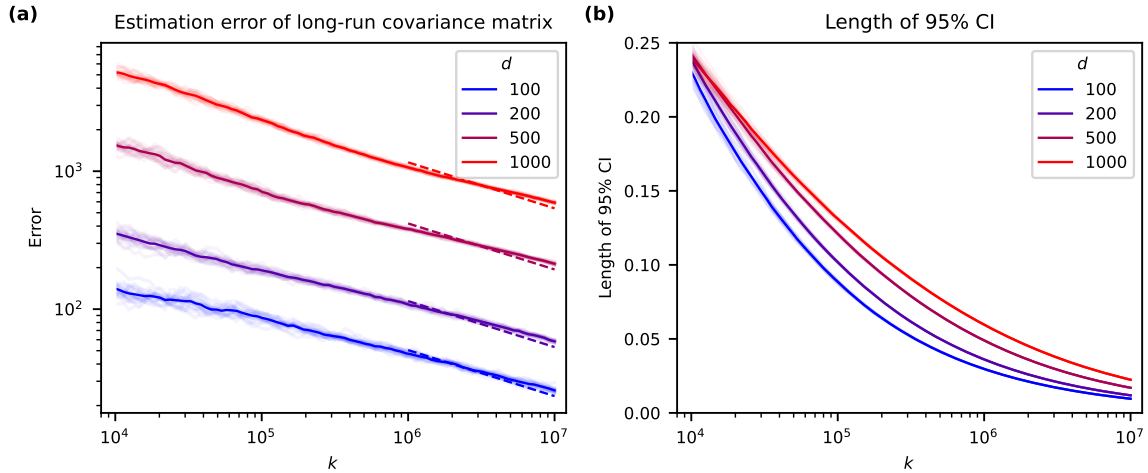 (a)
Estimation error of long-run covariance matrix
d
100
200
500
1000
10³
10²
Error
10⁴
10⁵
10⁶
10⁷
k
(b)
Length of 95% CI
d
100
200
500
1000
0.25
0.20
0.15
0.10
0.05
0.00
Length of 95% CI
10⁴
10⁵
10⁶
10⁷
k